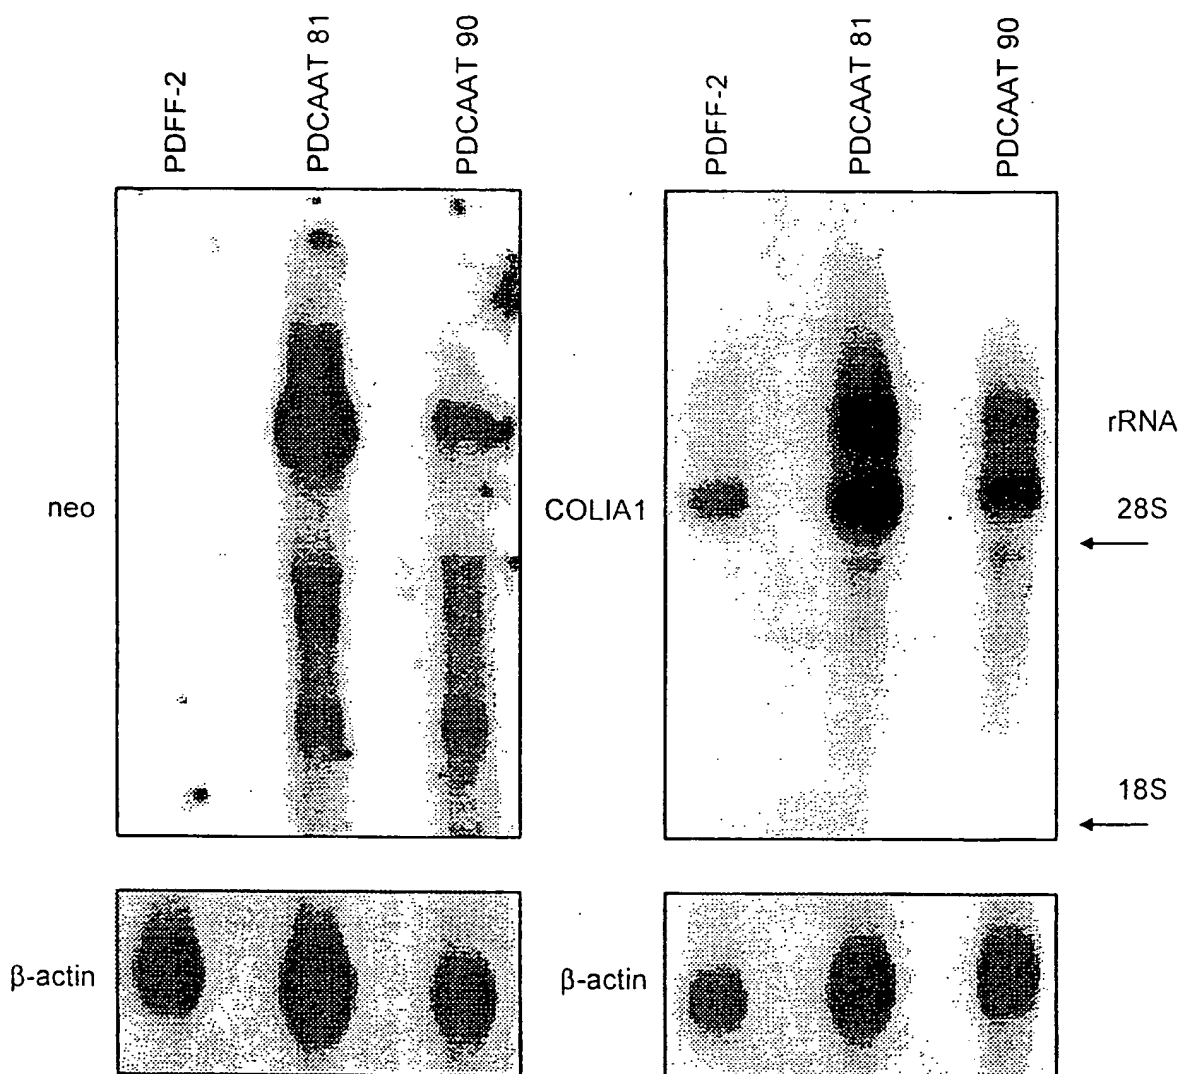 PDFF-2
PDCAAT 81
PDCAAT 90
PDFF-2
PDCAAT 81
PDCAAT 90
neo
COLIA1
rRNA
28S
18S
β-actin
β-actin